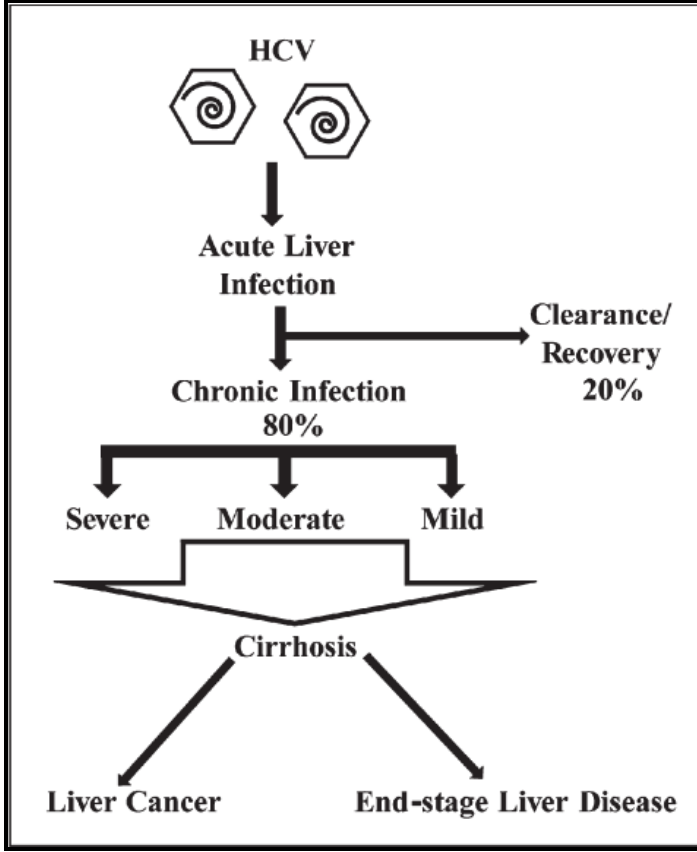 HCV
Acute Liver
Infection
Clearance/
Recovery
20%
Chronic Infection
80%
Severe
Moderate
Mild
Cirrhosis
Liver Cancer
End-stage Liver Disease